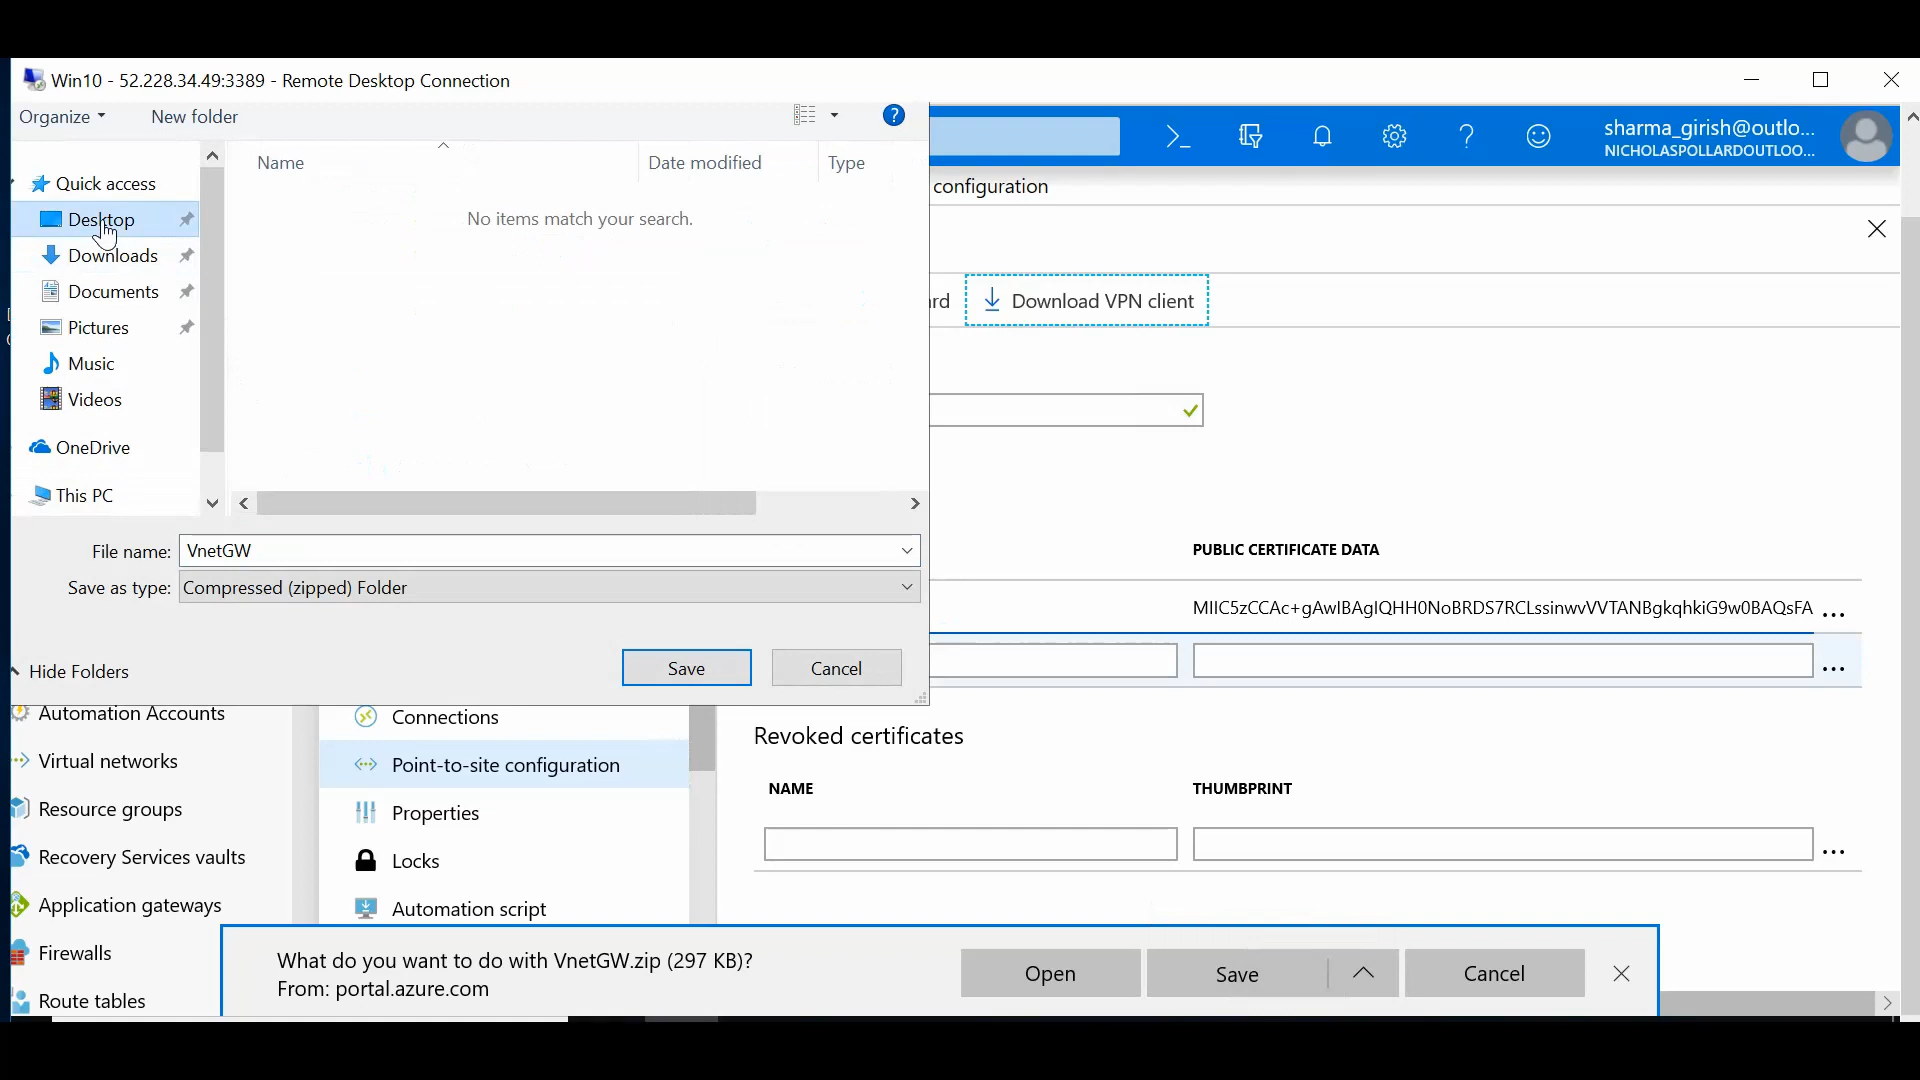 Win10 - 52.228.34.49:3389 - Remote Desktop Connection
Organize
New folder
?
sharma_girish@outlo...
NICHOLASPOLLARDOUTLOO...
Name
Date modified
Type
configuration
Quick access
No items match your search.
Desktop
Downloads
Documents
Pictures
Music
Videos
OneDrive
This PC
rd
Download VPN client
File name:
VnetGW
Save as type:
Compressed (zipped) Folder
PUBLIC CERTIFICATE DATA
MIIC5zCCAc+gAwIBAgIQHH0NoBRDS7RCLssinwvVVTANBgkqhkiG9w0BAQsFA
...
...
Hide Folders
Save
Cancel
Automation Accounts
Virtual networks
Resource groups
Recovery Services vaults
Application gateways
Firewalls
Route tables
Connections
Point-to-site configuration
Properties
Locks
Automation script
Revoked certificates
NAME
THUMBPRINT
...
What do you want to do with VnetGW.zip (297 KB)?
From: portal.azure.com
Open
Save
Cancel